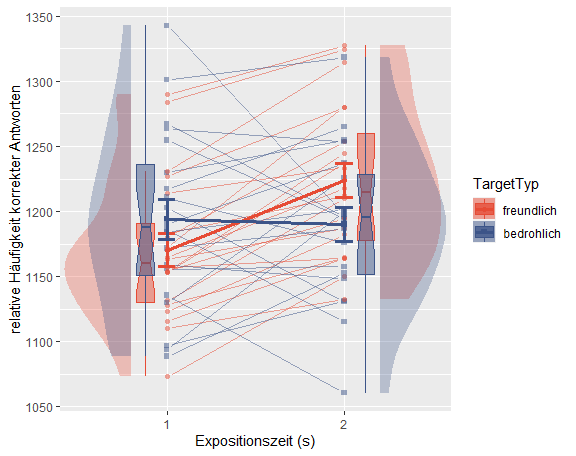 relative Häufigkeit korrekter Antworten
1350
1300
1250
1200
1150
1100
1050
1
2
Expositionszeit (s)
TargetTyp
freundlich
bedrohlich